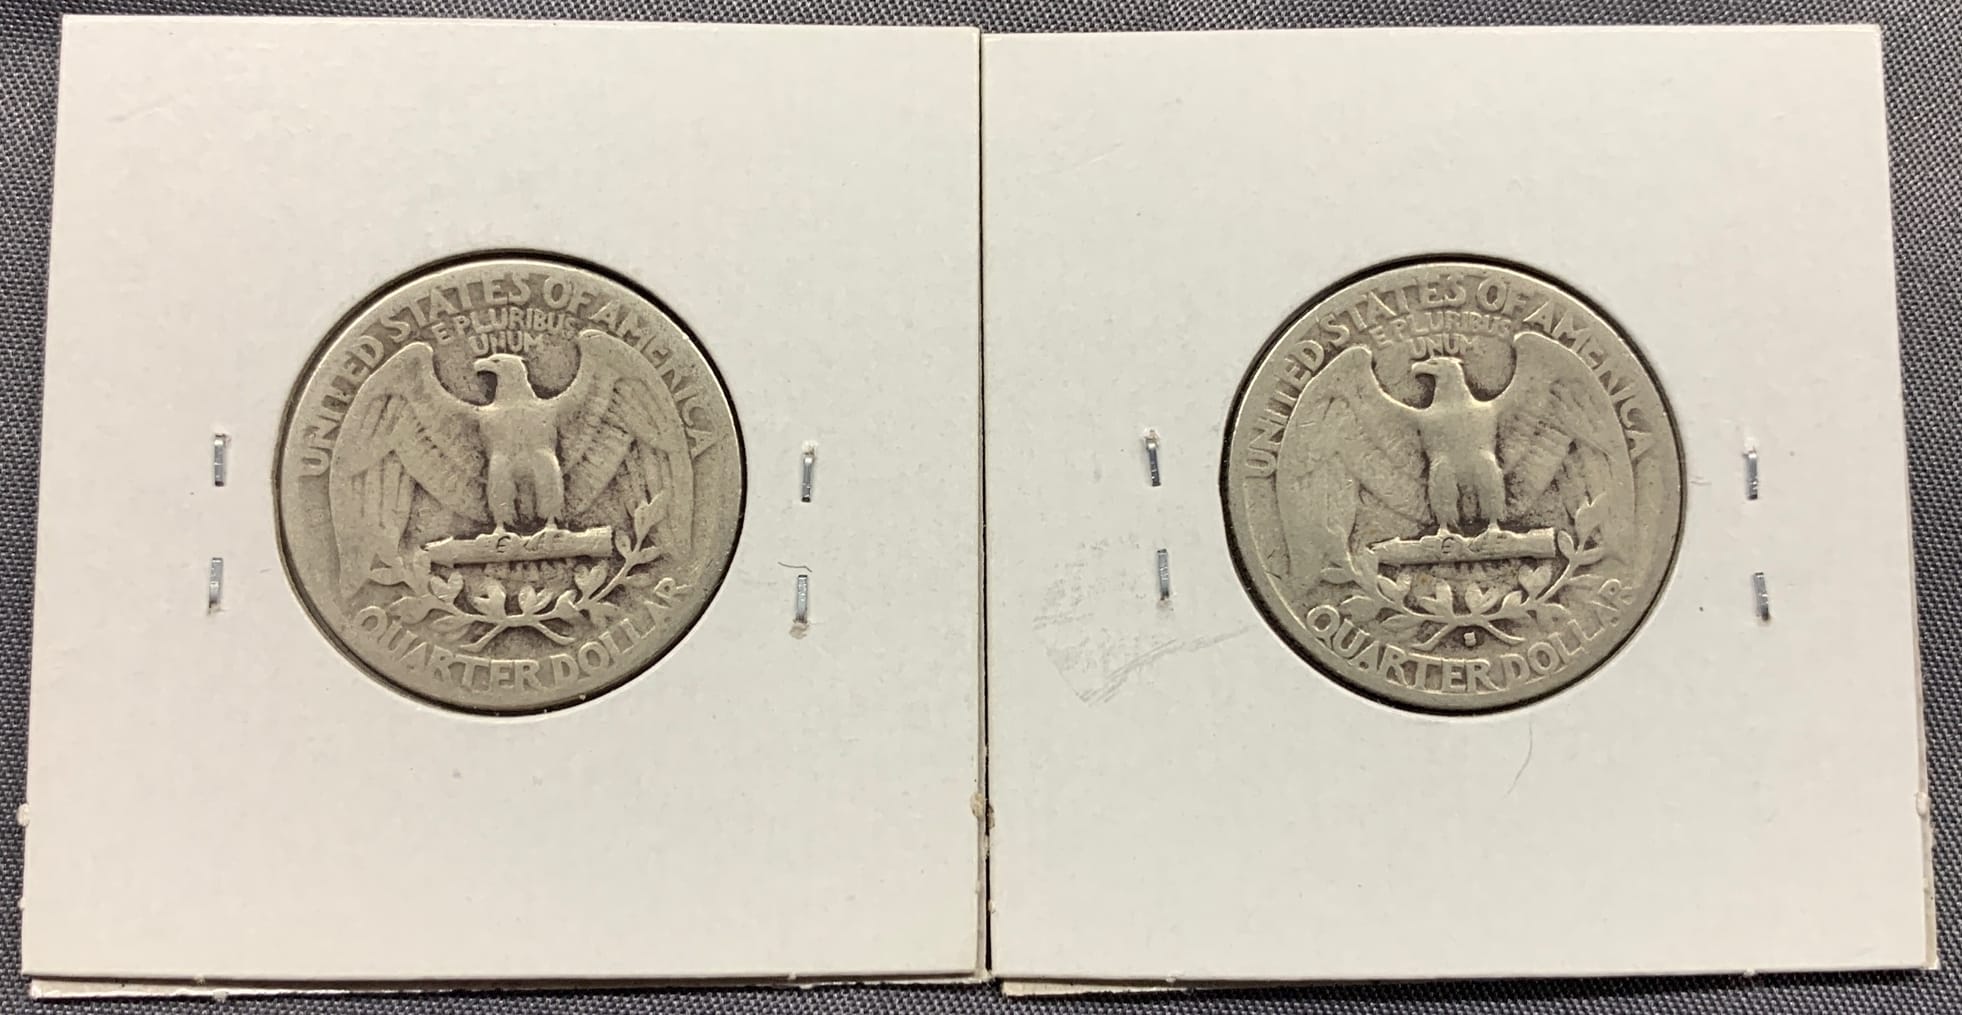 UNITED STATES OF AMERICA
E PLURIBUS
UNUM
QUARTER DOLLAR
UNITED STATES OF AMERICA
E PLURIBUS
UNUM
S
QUARTER DOLLAR